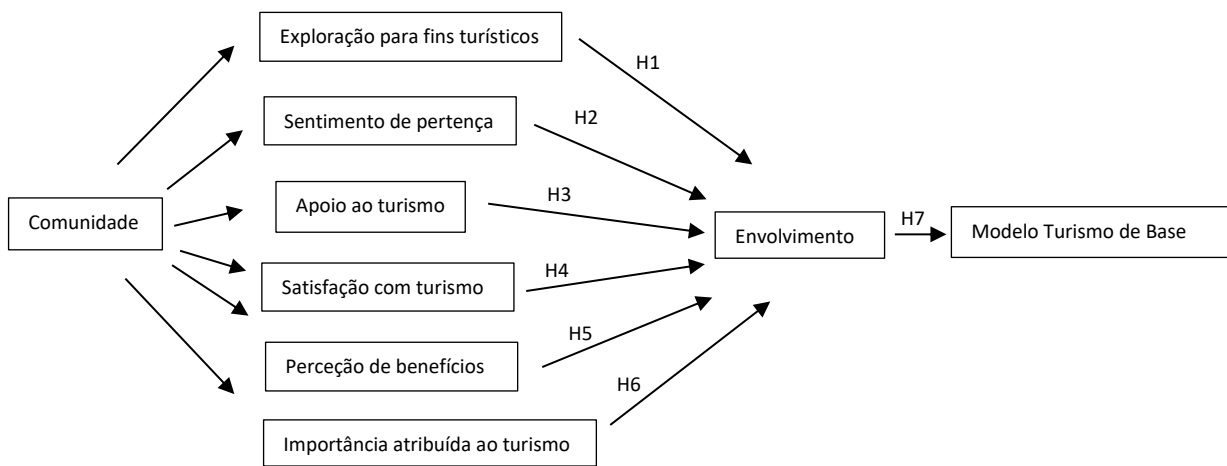 Exploração para fins turísticos
H1
Sentimento de pertença
H2
Apoio ao turismo
H3
Comunidade
Envolvimento
H7
Modelo Turismo de Base
Satisfação com turismo
H4
Perceção de benefícios
H5
H6
Importância atribuída ao turismo